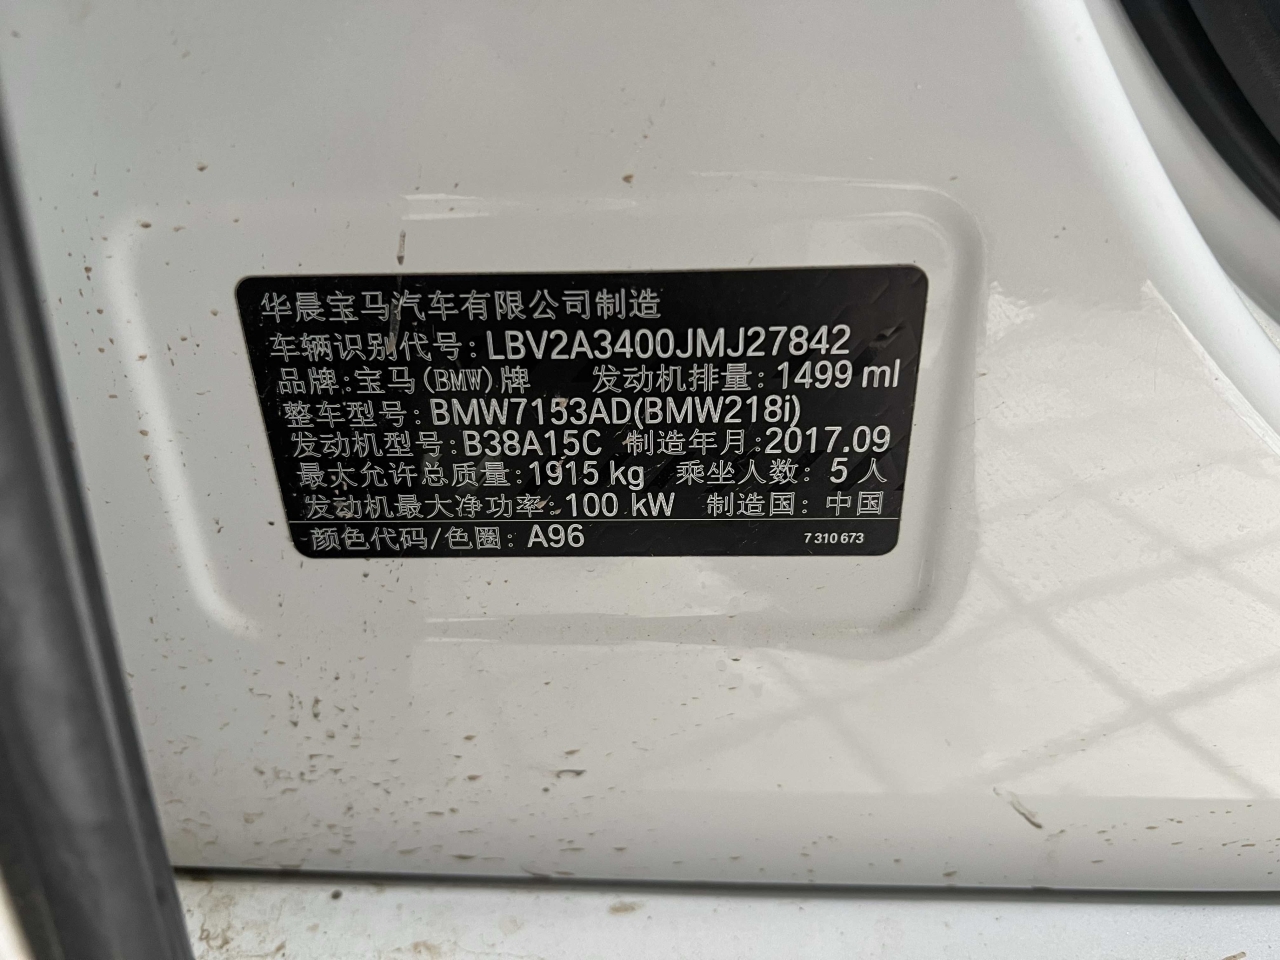 华晨宝马汽车有限公司制造
车辆识别代号: LBV2A3400JMJ27842
品牌: 宝马(BMW)牌 发动机排量: 1499 ml
整车型号: BMW7153AD(BMW218i)
发动机型号: B38A15C 制造年月: 2017.09
最大允许总质量: 1915 kg 乘坐人数: 5 人
发动机最大净功率: 100 kW 制造国: 中国
颜色代码/色圈: A96 7 310 673